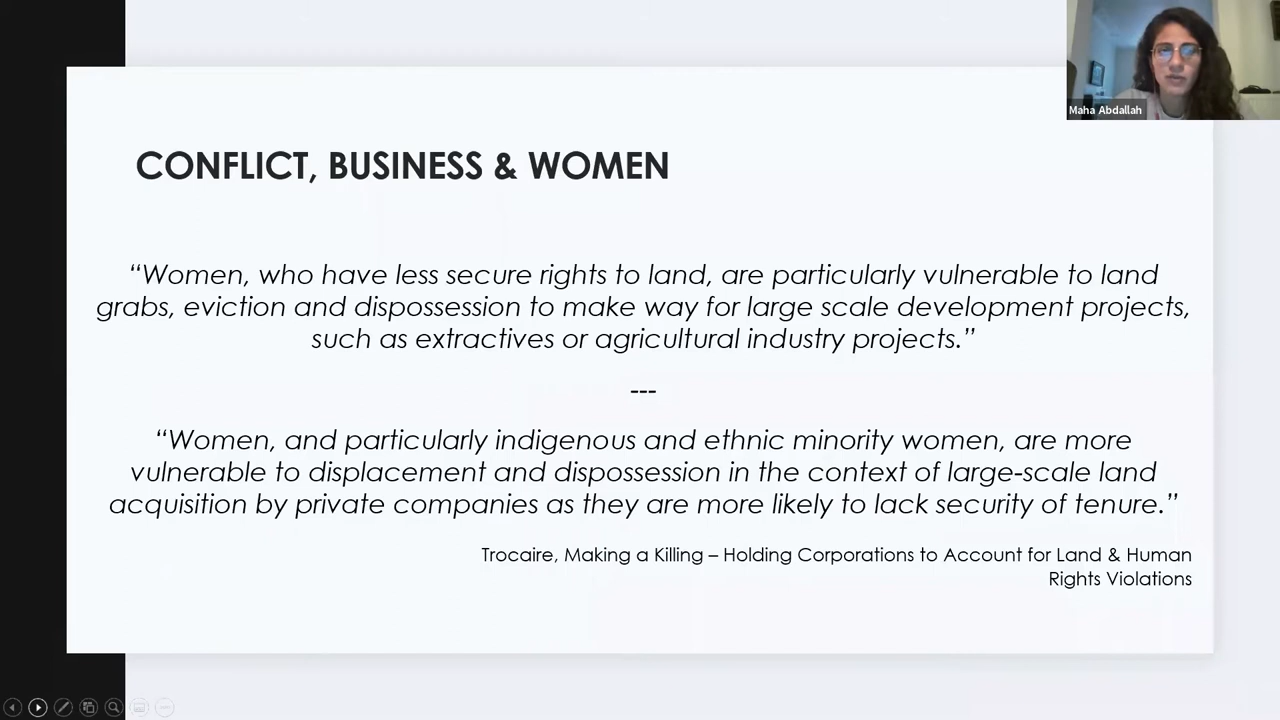 Maha Abdallah
CONFLICT, BUSINESS & WOMEN
“Women, who have less secure rights to land, are particularly vulnerable to land
grabs, eviction and dispossession to make way for large scale development projects,
such as extractives or agricultural industry projects.”
---
“Women, and particularly indigenous and ethnic minority women, are more
vulnerable to displacement and dispossession in the context of large-scale land
acquisition by private companies as they are more likely to lack security of tenure.”
Trocaire, Making a Killing – Holding Corporations to Account for Land & Human
Rights Violations